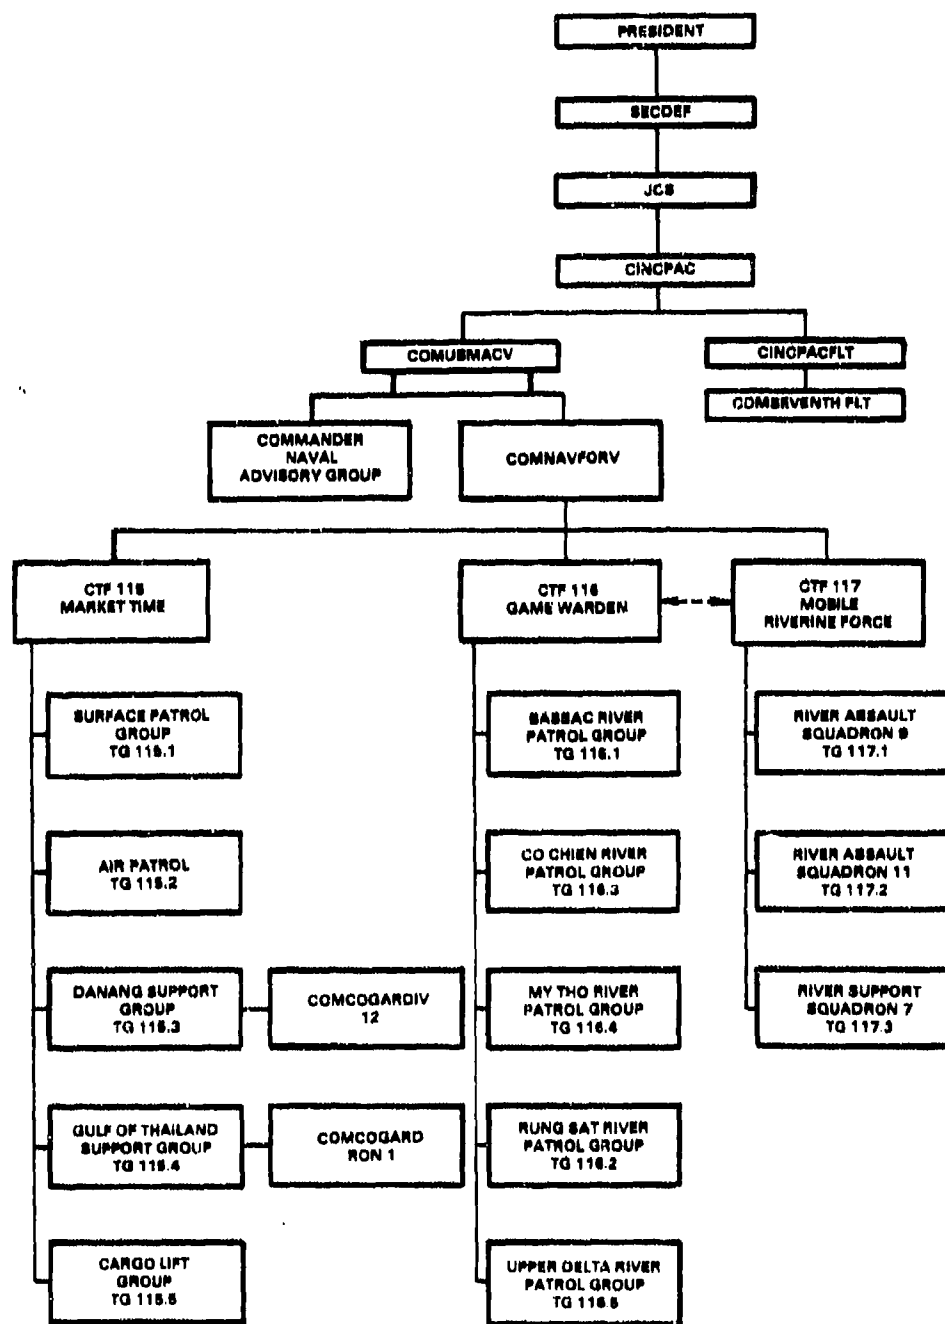 PRESIDENT
SECDEF
JCS
CINCPAC
COMUSMACV
CINCPACFLT
COMSEVENTH FLT
COMMANDER
NAVAL
ADVISORY GROUP
COMNAVFORV
CTF 115
MARKET TIME
CTF 116
GAME WARDEN
CTF 117
MOBILE
RIVERINE FORCE
SURFACE PATROL
GROUP
TG 115.1
AIR PATROL
TG 115.2
DANANG SUPPORT
GROUP
TG 115.3
COMCOGARDIV
12
GULF OF THAILAND
SUPPORT GROUP
TG 115.4
COMCOGARD
RON 1
CARGO LIFT
GROUP
TG 115.5
BASSAC RIVER
PATROL GROUP
TG 116.1
CO CHIEN RIVER
PATROL GROUP
TG 116.3
MY THO RIVER
PATROL GROUP
TG 116.4
RUNG SAT RIVER
PATROL GROUP
TG 116.2
UPPER DELTA RIVER
PATROL GROUP
TG 116.5
RIVER ASSAULT
SQUADRON 9
TG 117.1
RIVER ASSAULT
SQUADRON 11
TG 117.2
RIVER SUPPORT
SQUADRON 7
TG 117.3